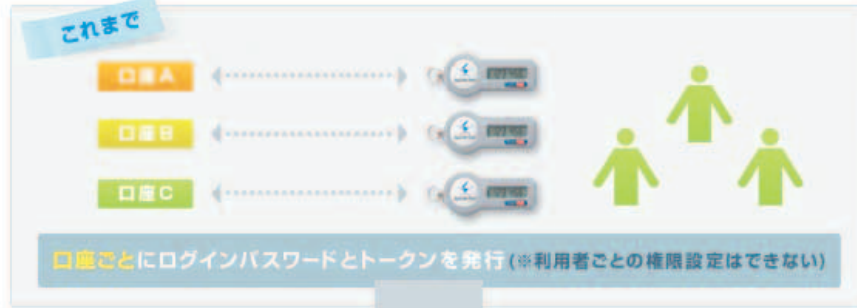 これまで
口座A
口座B
口座C
口座ごとにログインパスワードとトークンを発行(※利用者ごとの権限設定はできない)